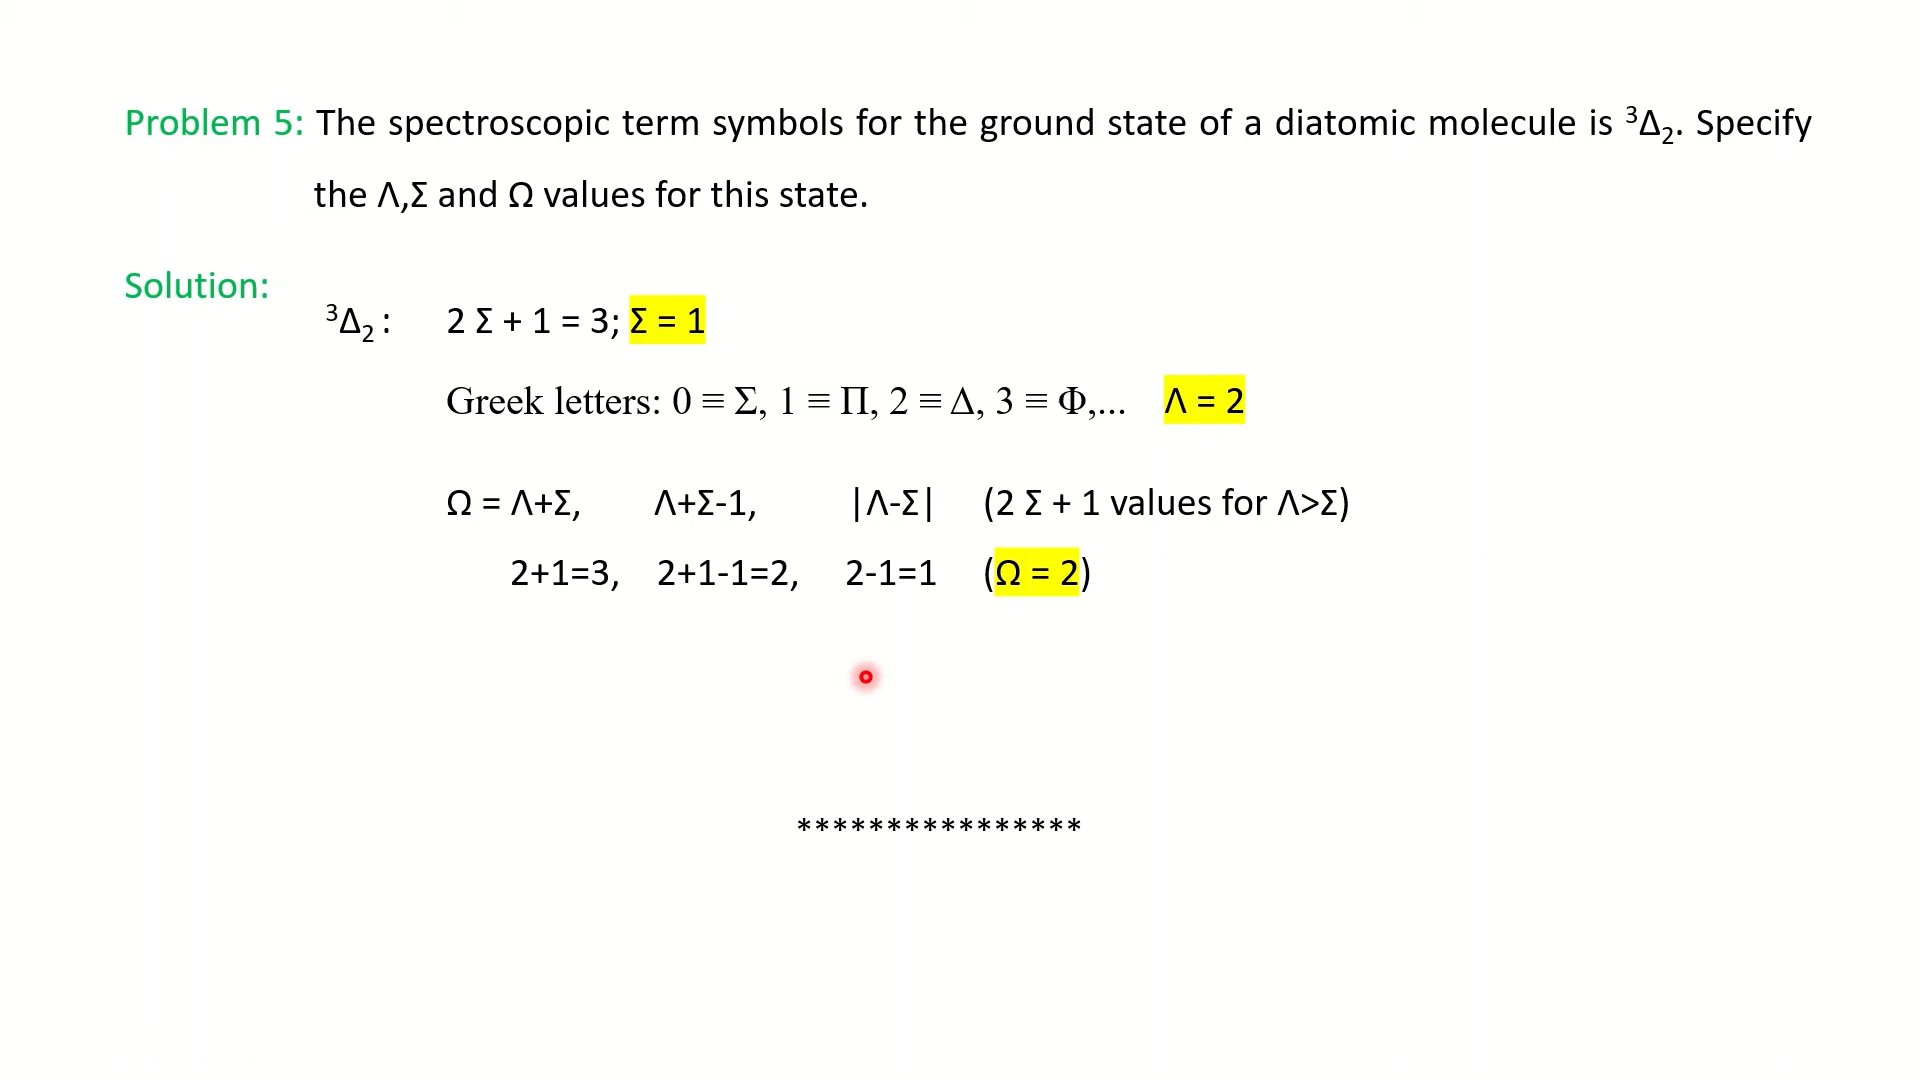 Problem 5: The spectroscopic term symbols for the ground state of a diatomic molecule is ³Δ₂. Specify
the Λ,Σ and Ω values for this state.
Solution:
³Δ₂ : 2 Σ + 1 = 3; Σ = 1
Greek letters: 0 ≡ Σ, 1 ≡ Π, 2 ≡ Δ, 3 ≡ Φ,... Λ = 2
Ω = Λ+Σ, Λ+Σ-1, |Λ-Σ| (2 Σ + 1 values for Λ>Σ)
2+1=3, 2+1-1=2, 2-1=1 (Ω = 2)
****************